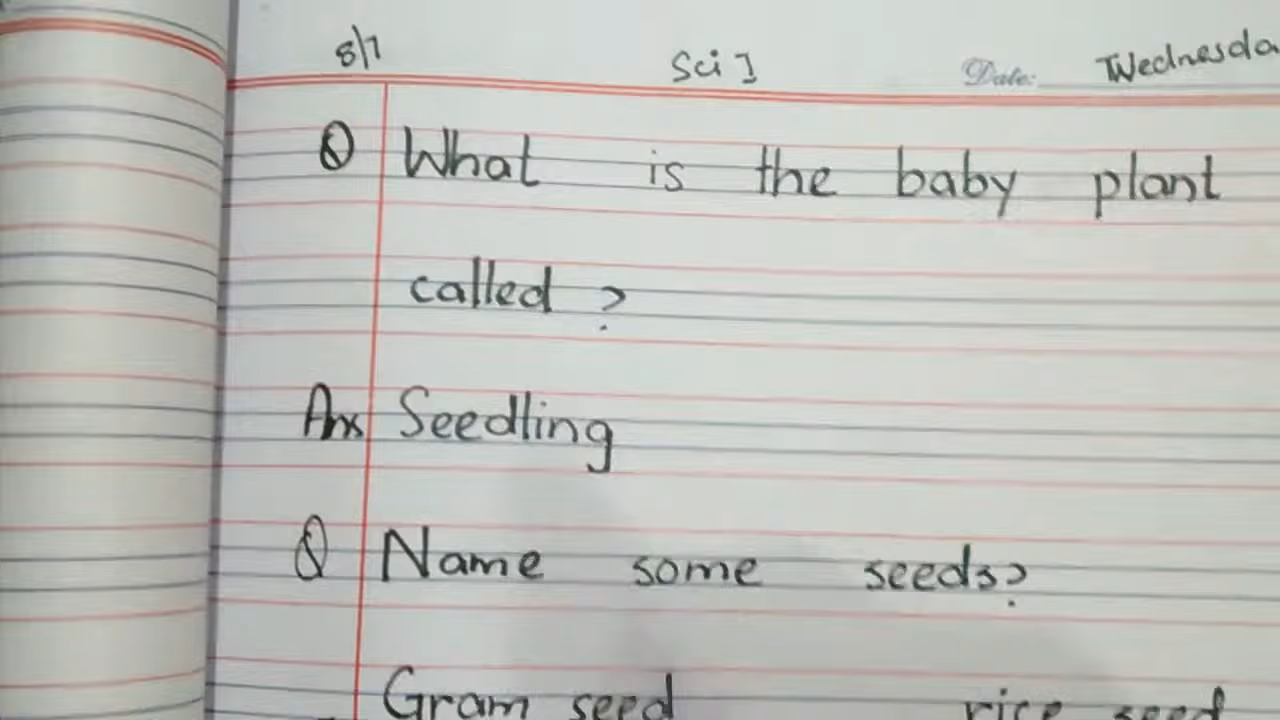 8/7 Sci I Date: Wednesda
Q What is the baby plant
called ?
Ans Seedling
Q Name some seeds?
Gram seed rice seed